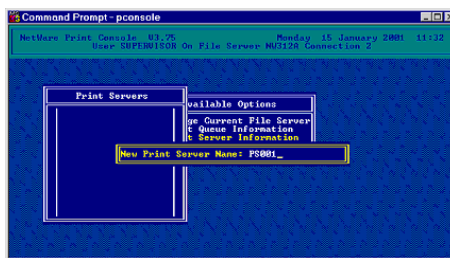 Command Prompt - pconsole
NetWare Print Console V3.75 Monday 15 January 2001 11:32
User SUPERVISOR On File Server NW312A Connection 2
Print Servers
vailable Options
ge Current File Server
t Queue Information
t Server Information
New Print Server Name: PS001_